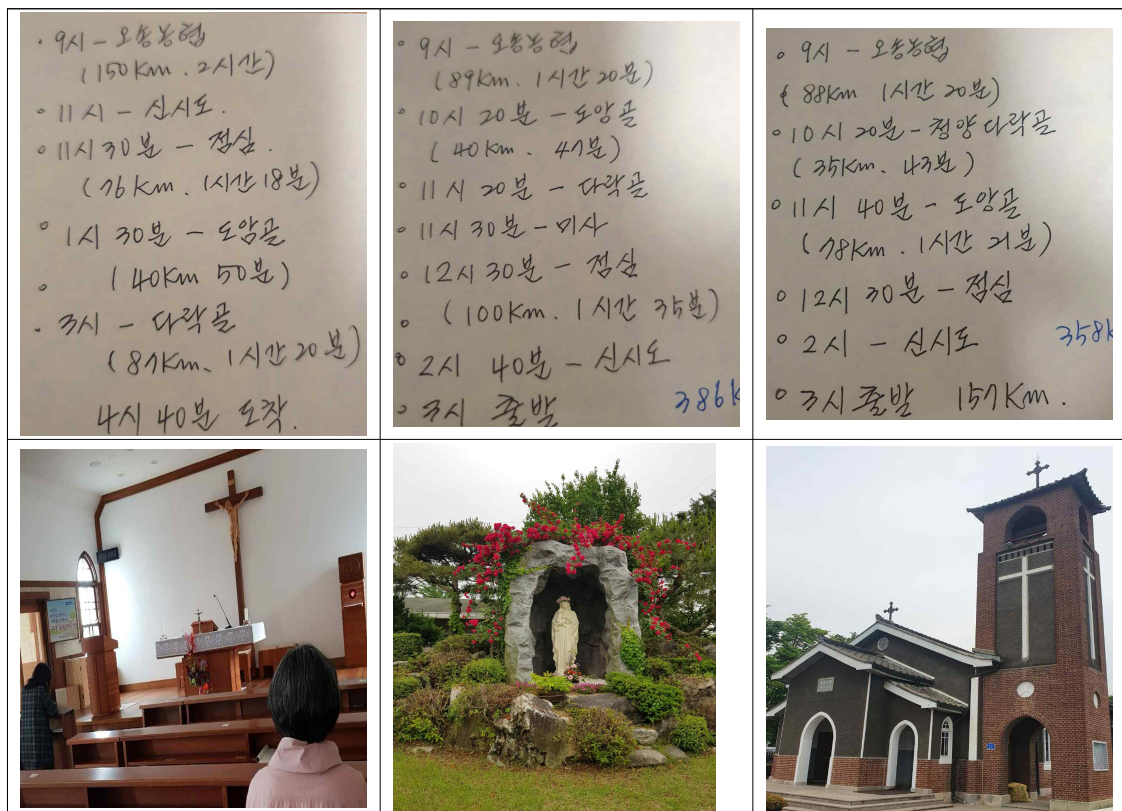 · 9시 - 오송농협
(150Km. 2시간)
· 11시 - 신시도.
· 11시 30분 - 점심.
(76Km. 1시간 18분)
· 1시 30분 - 도암골
· (40Km 50분)
· 3시 - 다락골
(87Km. 1시간 20분)
4시 40분 도착.
· 9시 - 오송농협
(89Km. 1시간 20분)
· 10시 20분 - 도앙골
(40Km. 47분)
· 11시 20분 - 다락골
· 11시 30분 - 미사
· 12시 30분 - 점심
· (100Km. 1시간 35분)
· 2시 40분 - 신시도
· 3시 출발 386k
· 9시 - 오송농협
(88Km 1시간 20분)
· 10시 20분 - 청양다락골
(35Km. 43분)
· 11시 40분 - 도앙골
(78Km. 1시간 21분)
· 12시 30분 - 점심
· 2시 - 신시도 358k
· 3시 출발 157Km.